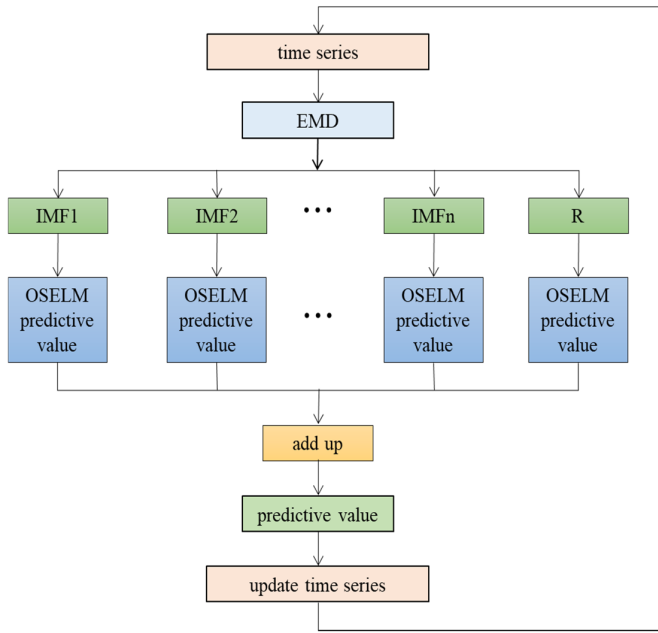 time series
EMD
IMF1
IMF2
...
IMFn
R
OSELM
predictive
value
OSELM
predictive
value
...
OSELM
predictive
value
OSELM
predictive
value
add up
predictive value
update time series